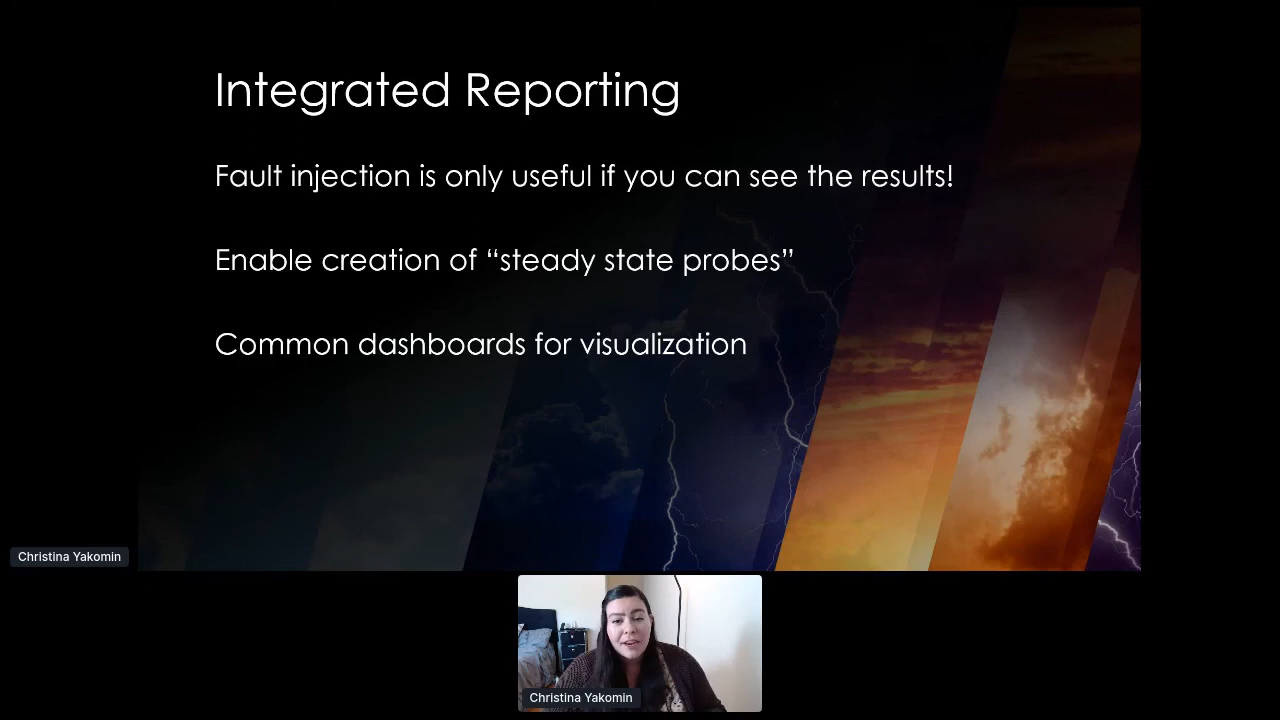 Integrated Reporting
Fault injection is only useful if you can see the results!
Enable creation of “steady state probes”
Common dashboards for visualization
Christina Yakomin
Christina Yakomin